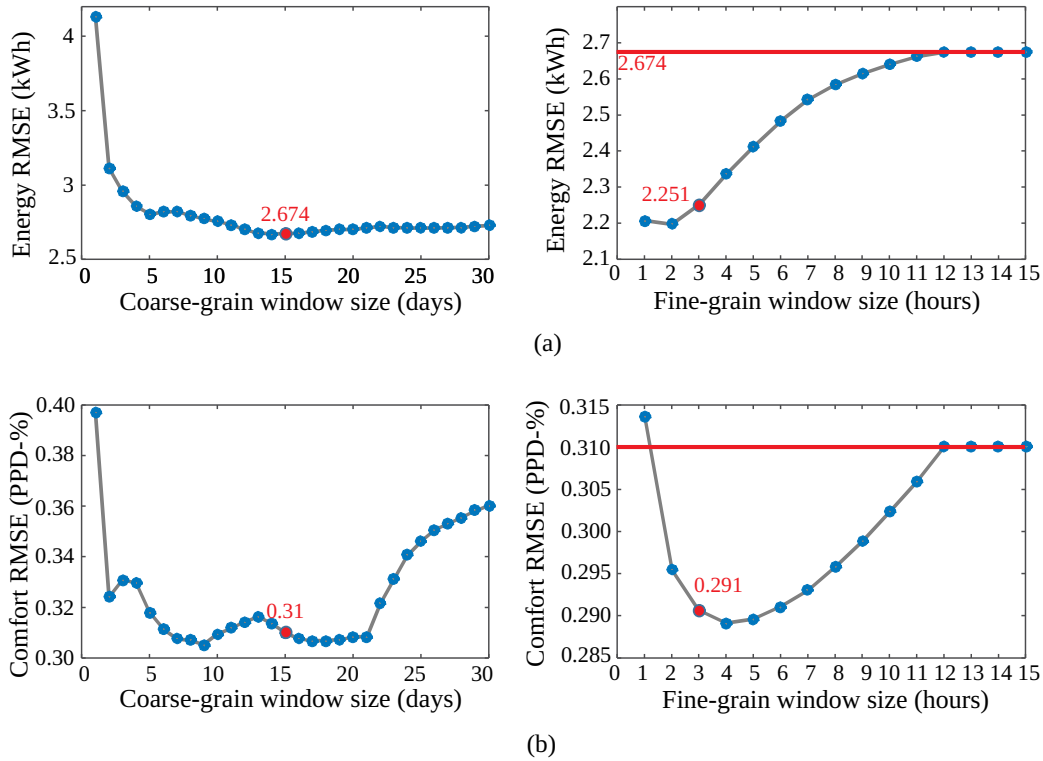 4
3.5
3
2.5
Energy RMSE (kWh)
2.674
0 5 10 15 20 25 30
Coarse-grain window size (days)
2.7
2.6
2.5
2.4
2.3
2.2
2.1
Energy RMSE (kWh)
2.674
2.251
0 1 2 3 4 5 6 7 8 9 10 11 12 13 14 15
Fine-grain window size (hours)
(a)
0.40
0.38
0.36
0.34
0.32
0.30
Comfort RMSE (PPD-%)
0.31
0 5 10 15 20 25 30
Coarse-grain window size (days)
0.315
0.310
0.305
0.300
0.295
0.290
0.285
Comfort RMSE (PPD-%)
0.291
0 1 2 3 4 5 6 7 8 9 10 11 12 13 14 15
Fine-grain window size (hours)
(b)